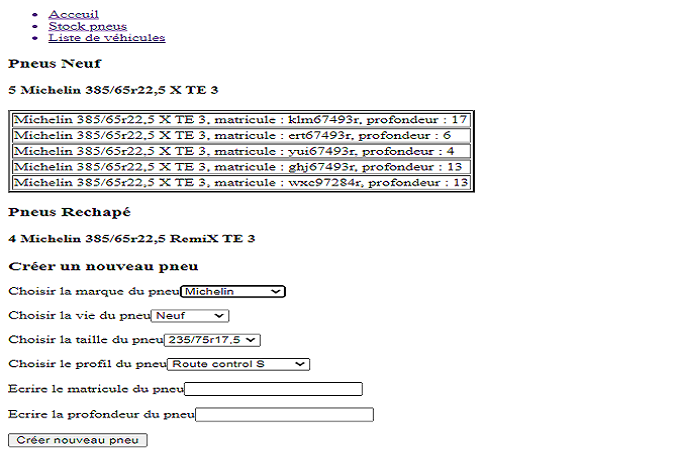 Acceuil
Stock pneus
Liste de véhicules
Pneus Neuf
5 Michelin 385/65r22,5 X TE 3
Michelin 385/65r22,5 X TE 3, matricule : klm67493r, profondeur : 17
Michelin 385/65r22,5 X TE 3, matricule : ert67493r, profondeur : 6
Michelin 385/65r22,5 X TE 3, matricule : yui67493r, profondeur : 4
Michelin 385/65r22,5 X TE 3, matricule : ghj67493r, profondeur : 13
Michelin 385/65r22,5 X TE 3, matricule : wxc97284r, profondeur : 13
Pneus Rechapé
4 Michelin 385/65r22,5 RemiX TE 3
Créer un nouveau pneu
Choisir la marque du pneu Michelin
Choisir la vie du pneu Neuf
Choisir la taille du pneu 235/75r17,5
Choisir le profil du pneu Route control S
Ecrire le matricule du pneu
Ecrire la profondeur du pneu
Créer nouveau pneu